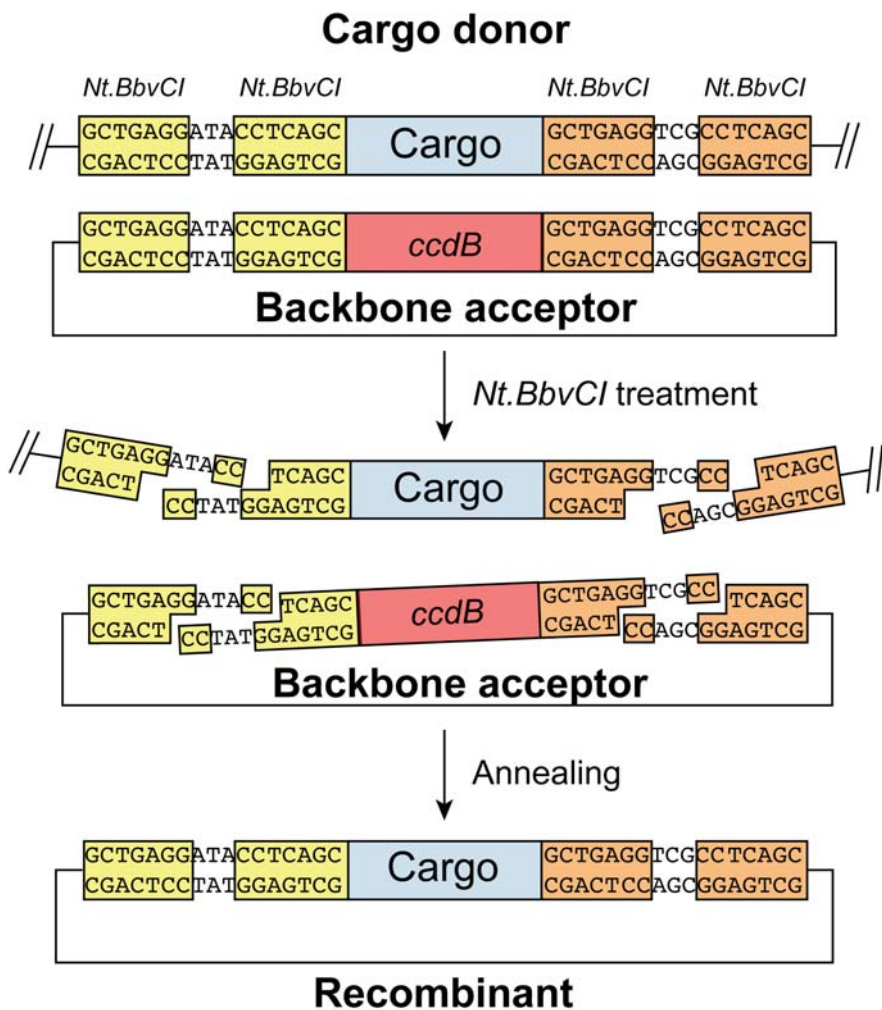 Cargo donor
Nt.BbvCI Nt.BbvCI Nt.BbvCI Nt.BbvCI
GCTGAGGATACCTCAGC Cargo GCTGAGGTCGCCTCAGC
CGACTCCTATGGAGTCG CGACTCCAGCGGAGTCG
GCTGAGGATACCTCAGC ccdB GCTGAGGTCGCCTCAGC
CGACTCCTATGGAGTCG CGACTCCAGCGGAGTCG
Backbone acceptor
Nt.BbvCI treatment
GCTGAGGATACC TCAGC Cargo GCTGAGGTCGCC TCAGC
CGACT CCTATGGAGTCG CGACT CCAGCGGAGTCG
GCTGAGGATACC TCAGC ccdB GCTGAGGTCGCC TCAGC
CGACT CCTATGGAGTCG CGACT CCAGCGGAGTCG
Backbone acceptor
Annealing
GCTGAGGATACCTCAGC Cargo GCTGAGGTCGCCTCAGC
CGACTCCTATGGAGTCG CGACTCCAGCGGAGTCG
Recombinant